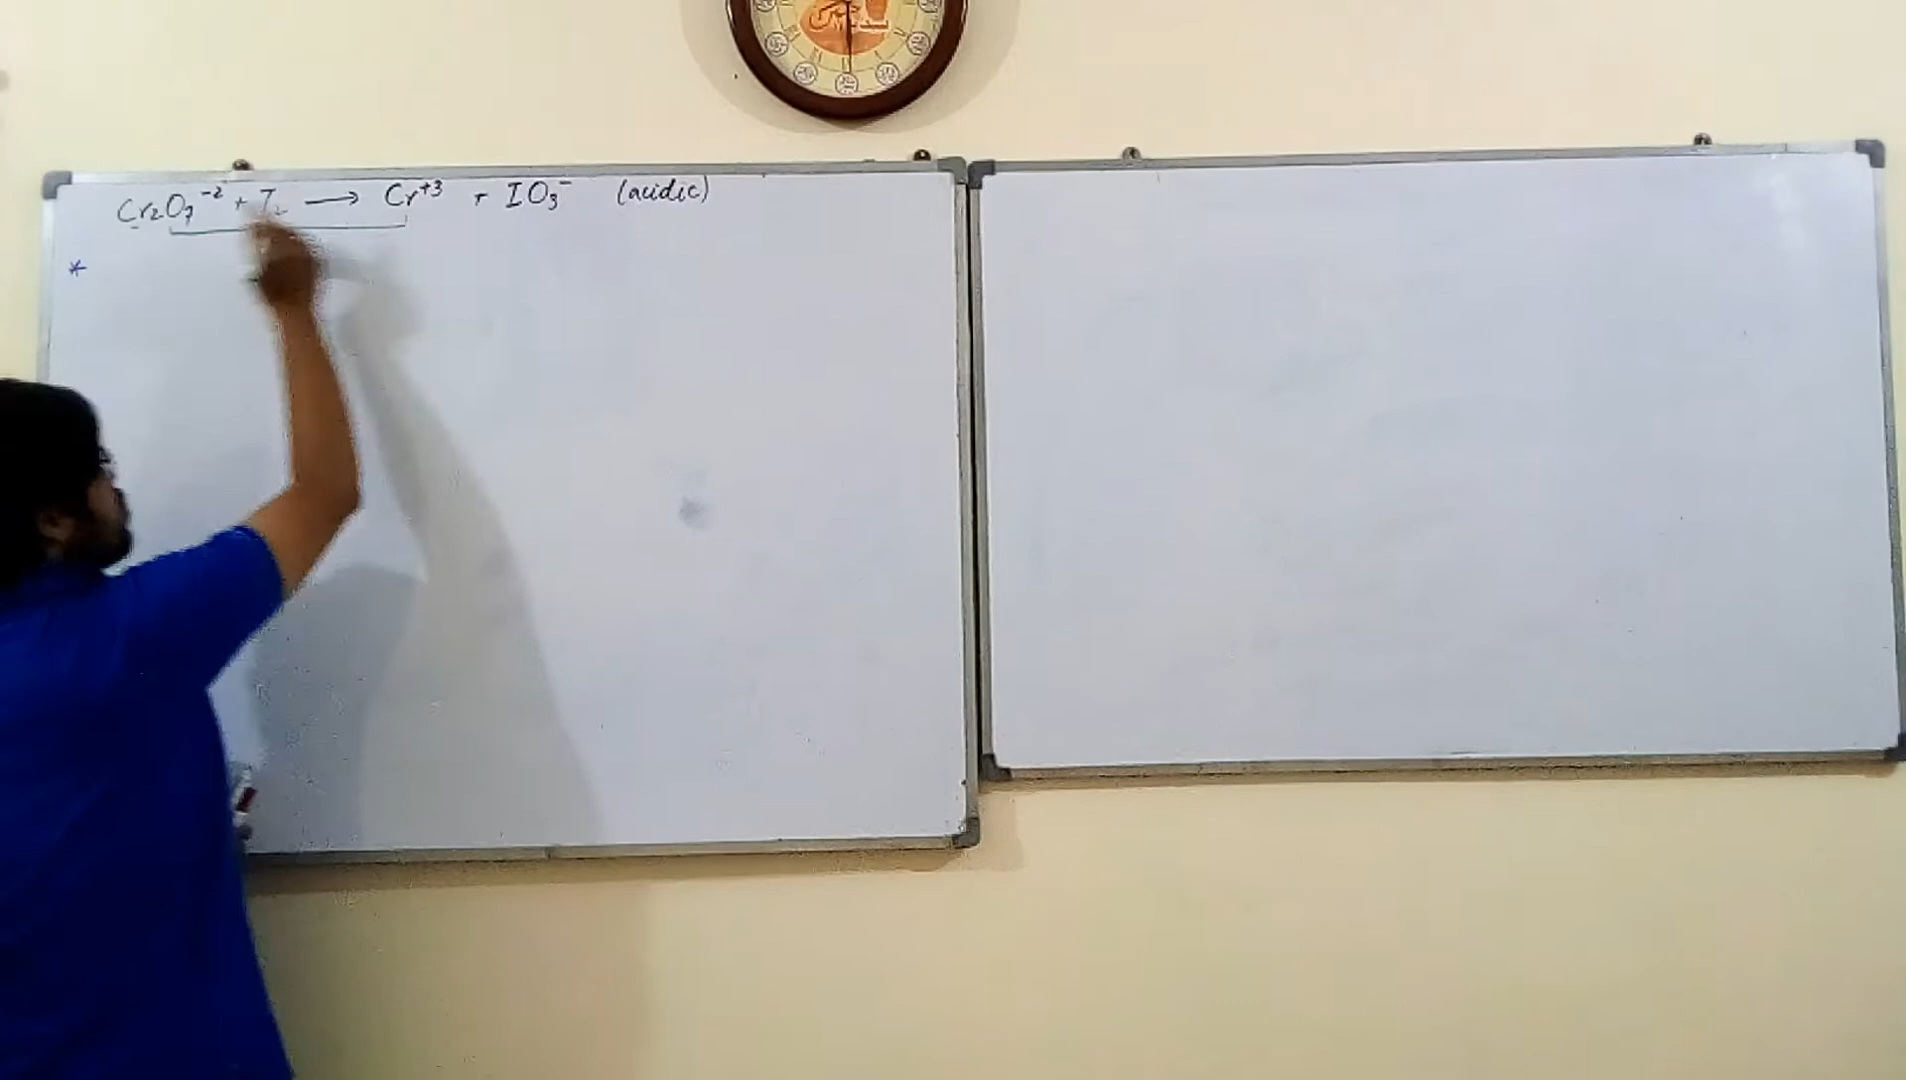 Cr₂O₇⁻² + I₂ ⟶ Cr⁺³ + IO₃⁻ (acidic)
*